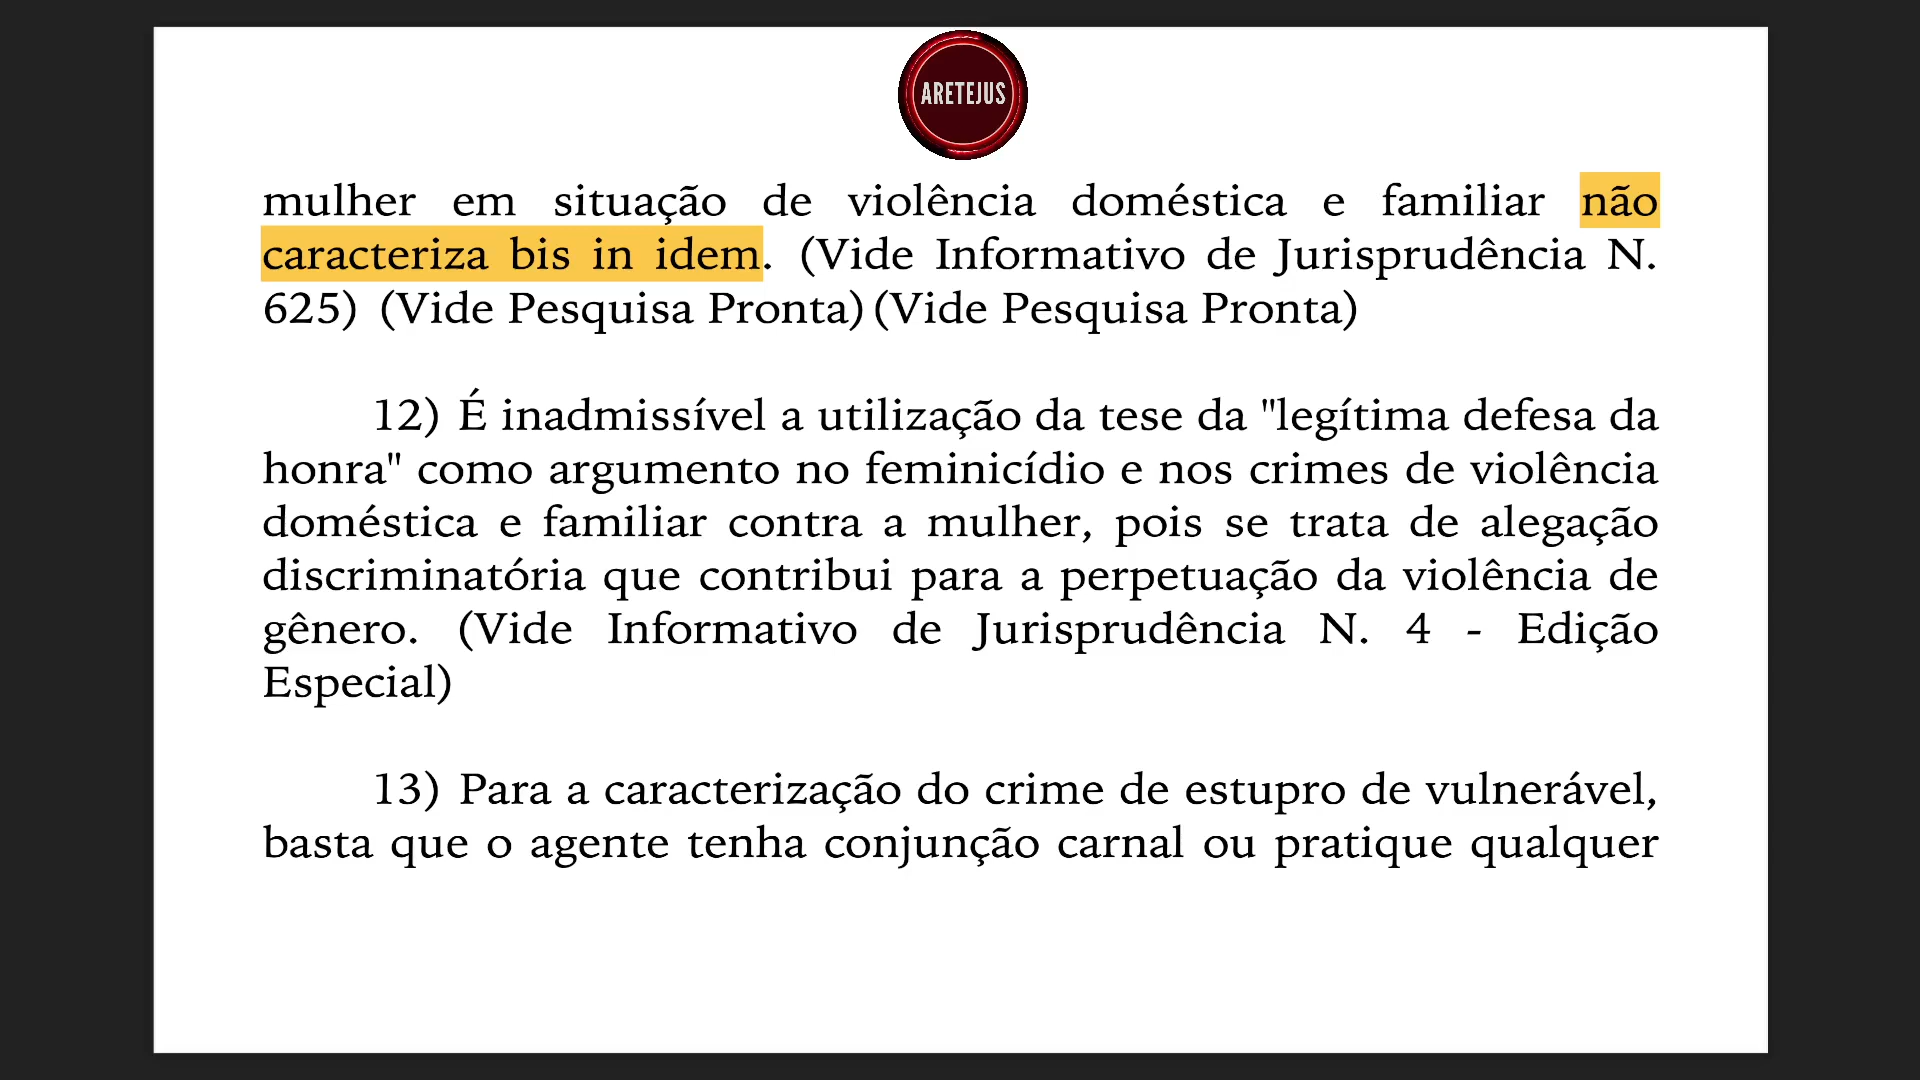 ARETEJUS
mulher em situação de violência doméstica e familiar não
caracteriza bis in idem. (Vide Informativo de Jurisprudência N.
625) (Vide Pesquisa Pronta) (Vide Pesquisa Pronta)
12) É inadmissível a utilização da tese da "legítima defesa da
honra" como argumento no feminicídio e nos crimes de violência
doméstica e familiar contra a mulher, pois se trata de alegação
discriminatória que contribui para a perpetuação da violência de
gênero. (Vide Informativo de Jurisprudência N. 4 - Edição
Especial)
13) Para a caracterização do crime de estupro de vulnerável,
basta que o agente tenha conjunção carnal ou pratique qualquer